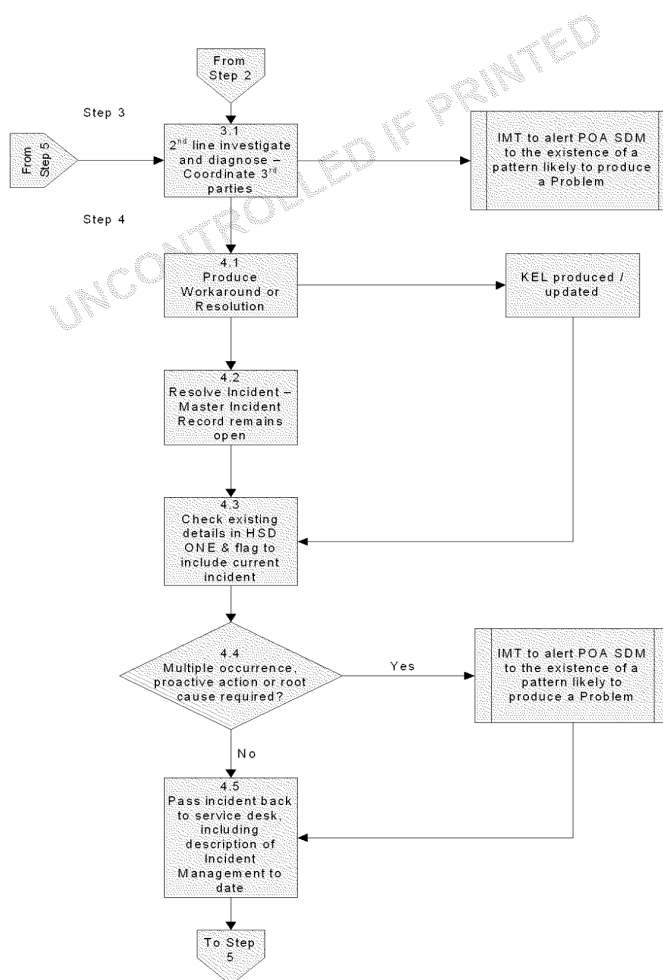 UNCONTROLLED IF PRINTED
From
Step 2
Step 3
From
Step 5
3.1
2nd line investigate
and diagnose –
Coordinate 3rd
parties
IMT to alert POA SDM
to the existence of a
pattern likely to produce
a Problem
Step 4
4.1
Produce
Workaround or
Resolution
KEL produced /
updated
4.2
Resolve Incident –
Master Incident
Record remains
open
4.3
Check existing
details in HSD
ONE & flag to
include current
incident
4.4
Multiple occurrence,
proactive action or root
cause required?
Yes
IMT to alert POA SDM
to the existence of a
pattern likely to
produce a Problem
No
4.5
Pass incident back
to service desk,
including
description of
Incident
Management to
date
To Step
5